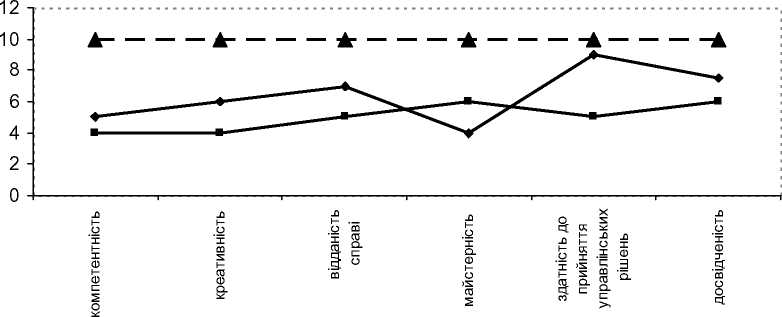 12
10
8
6
4
2
0
компетентність
креативність
відданість
справі
майстерність
здатність до
прийняття
управлінських
рішень
досвідченість